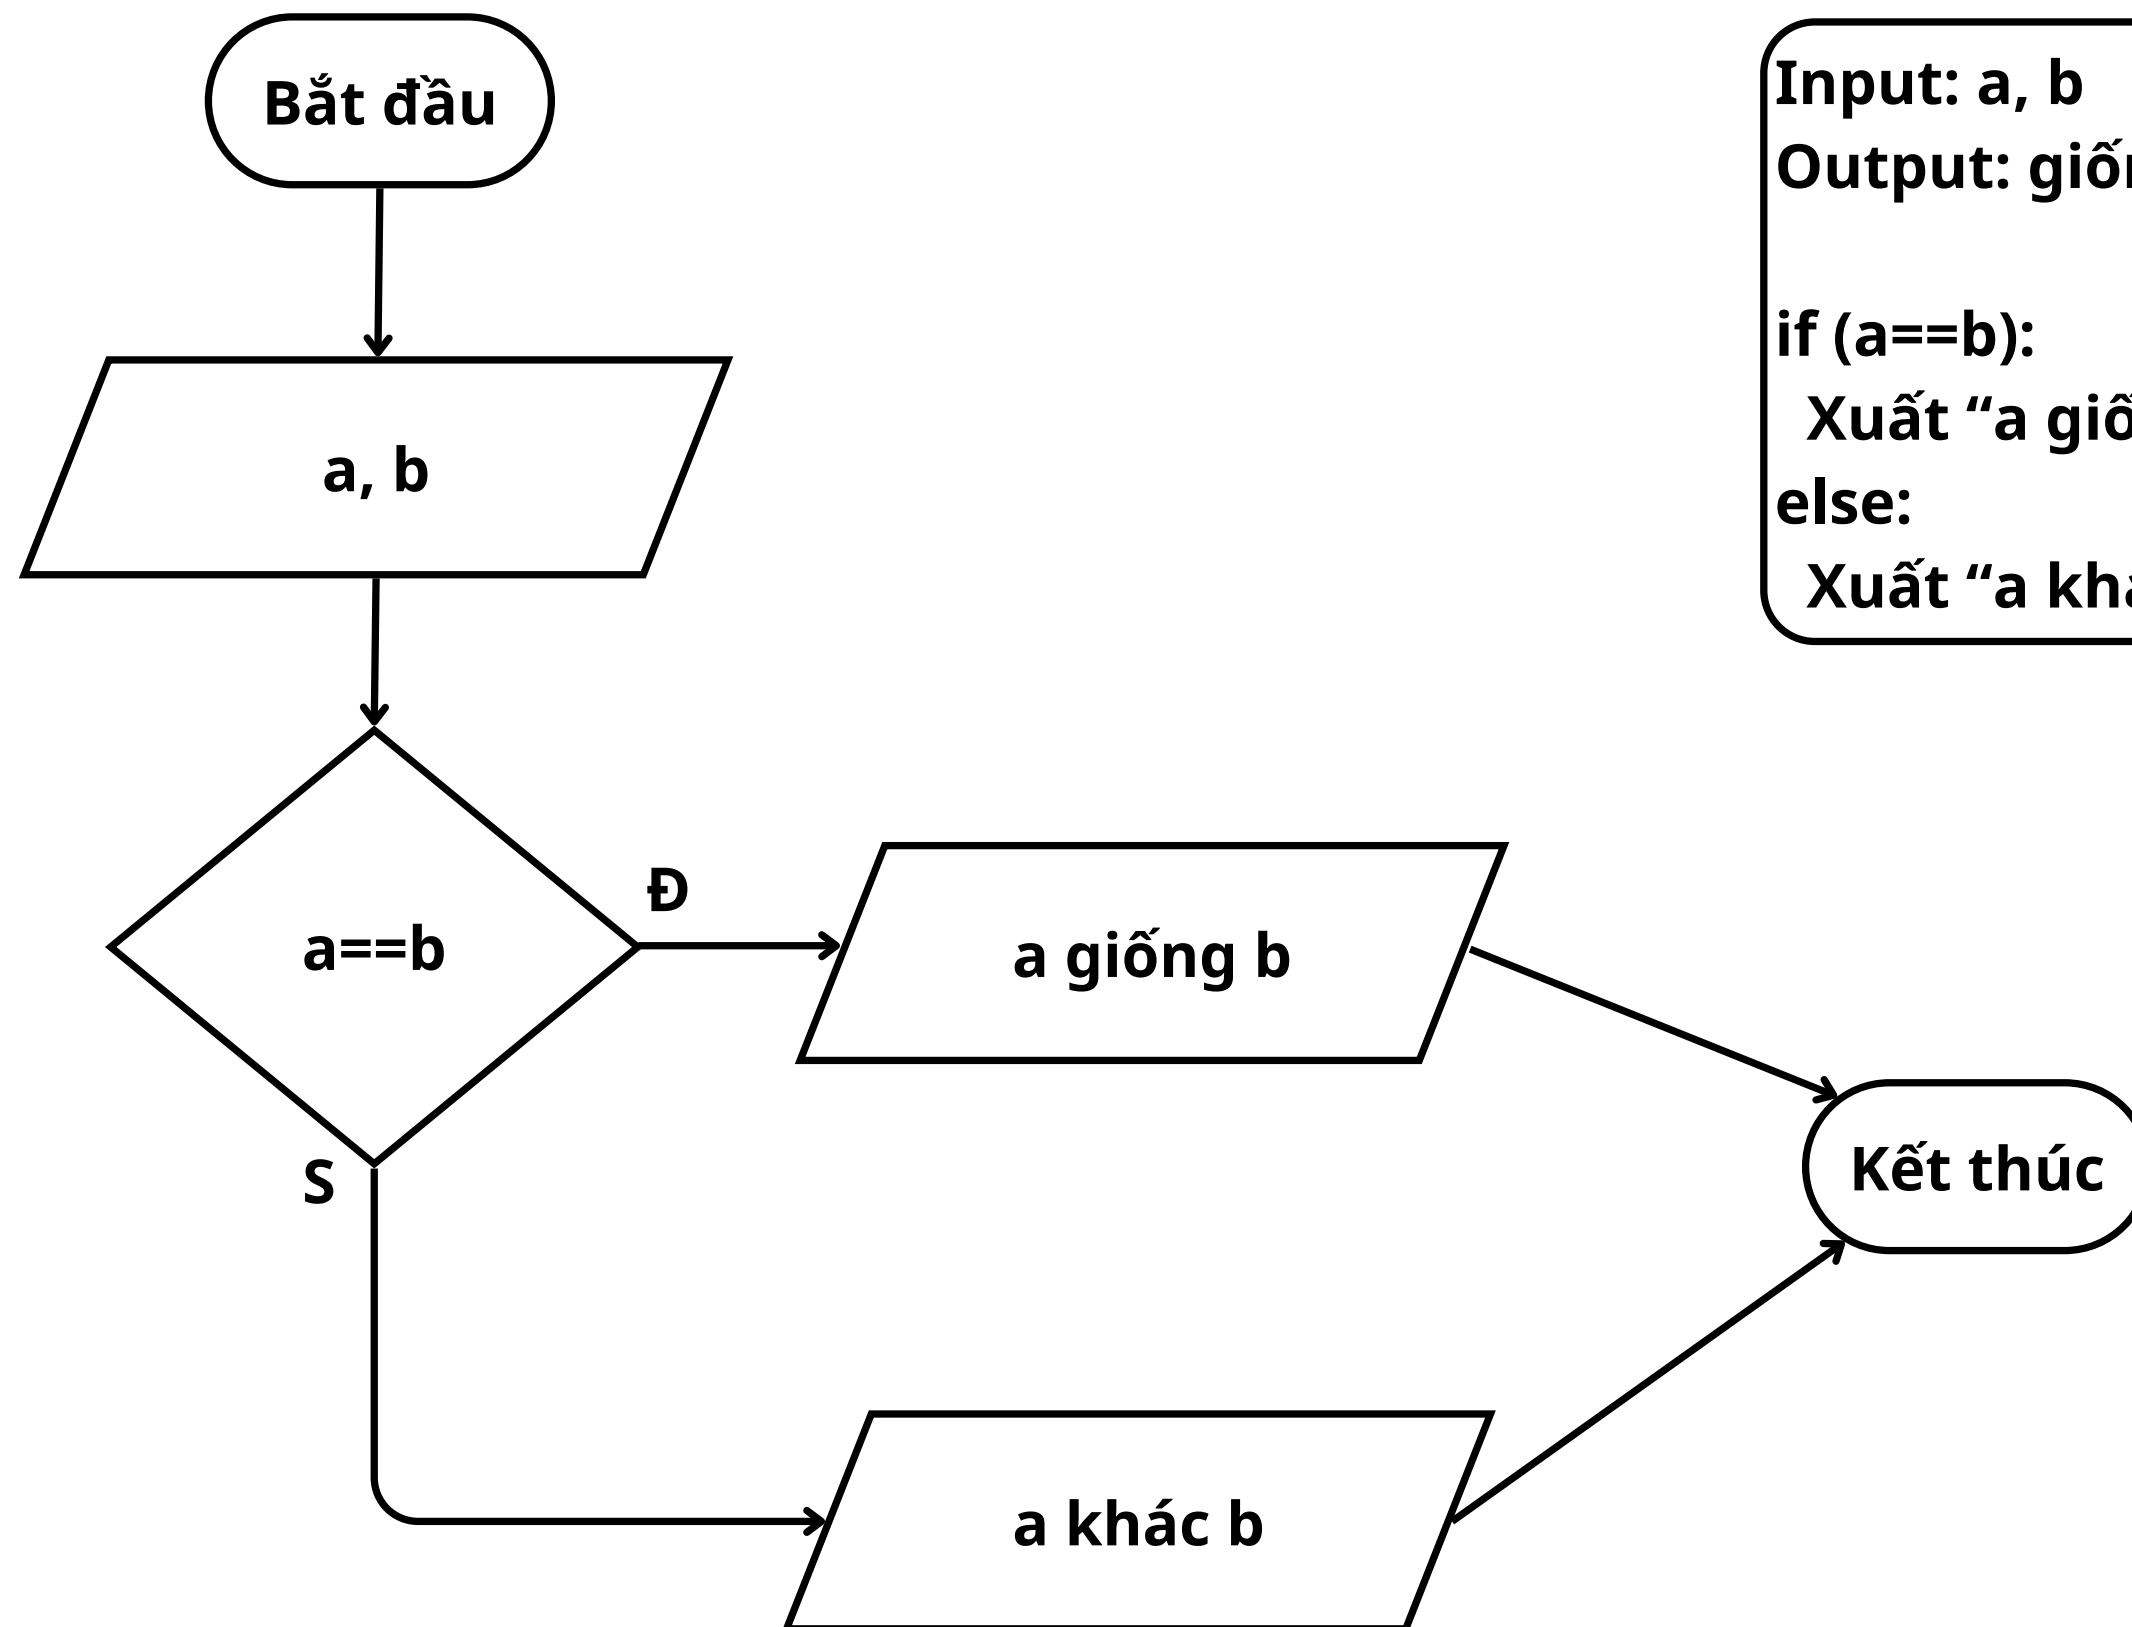 Bắt đầu
a, b
a==b
Đ
S
a giống b
a khác b
Kết thúc
Input: a, b
Output:
if (a==b):
Xuất “a
else:
Xuất “a